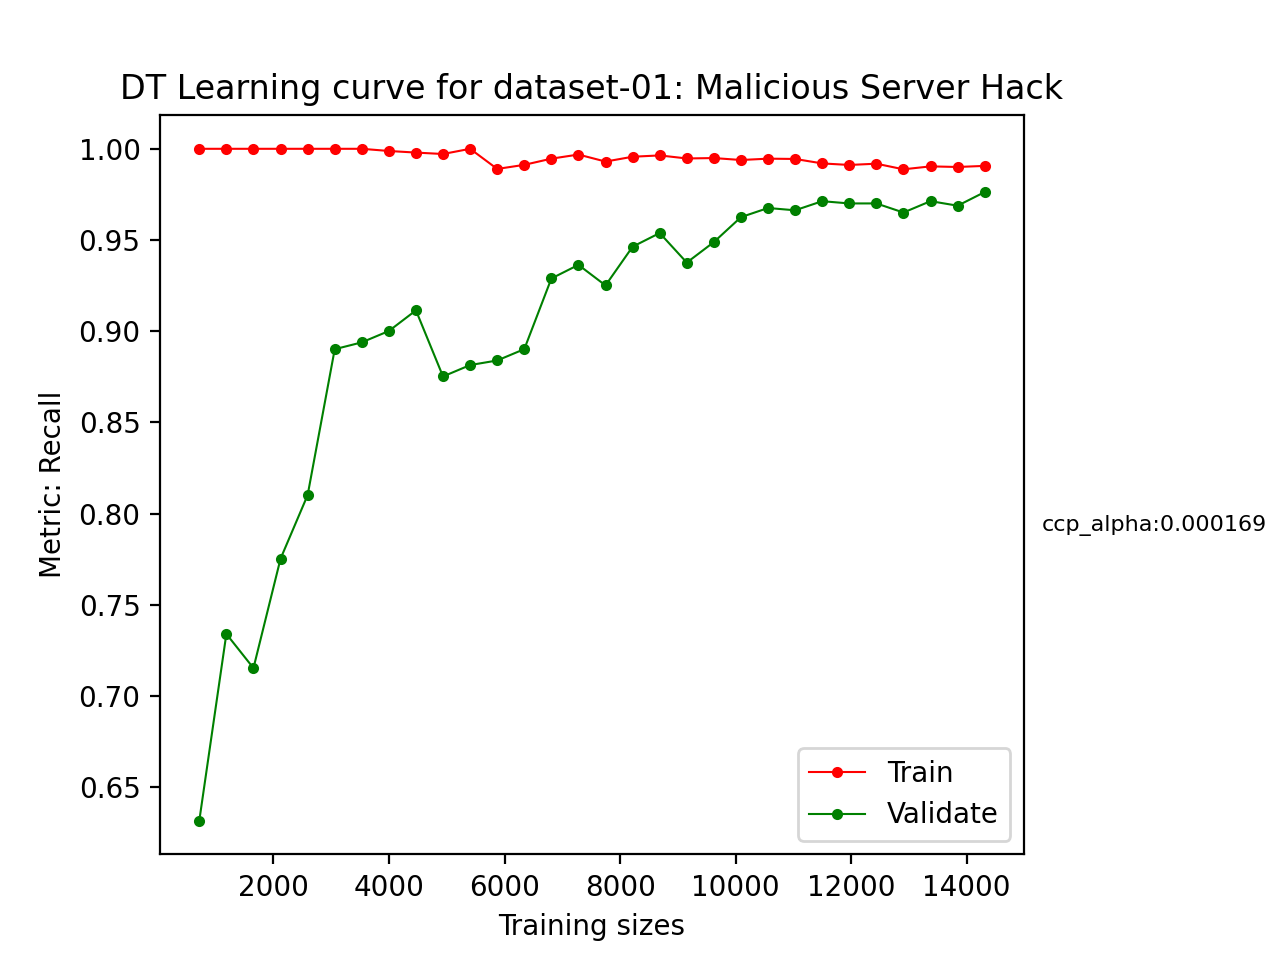 DT Learning curve for dataset-01: Malicious Server Hack
1.00
0.95
0.90
0.85
0.80
0.75
0.70
0.65
Metric: Recall
ccp_alpha:0.000169
Train
Validate
2000 4000 6000 8000 10000 12000 14000
Training sizes